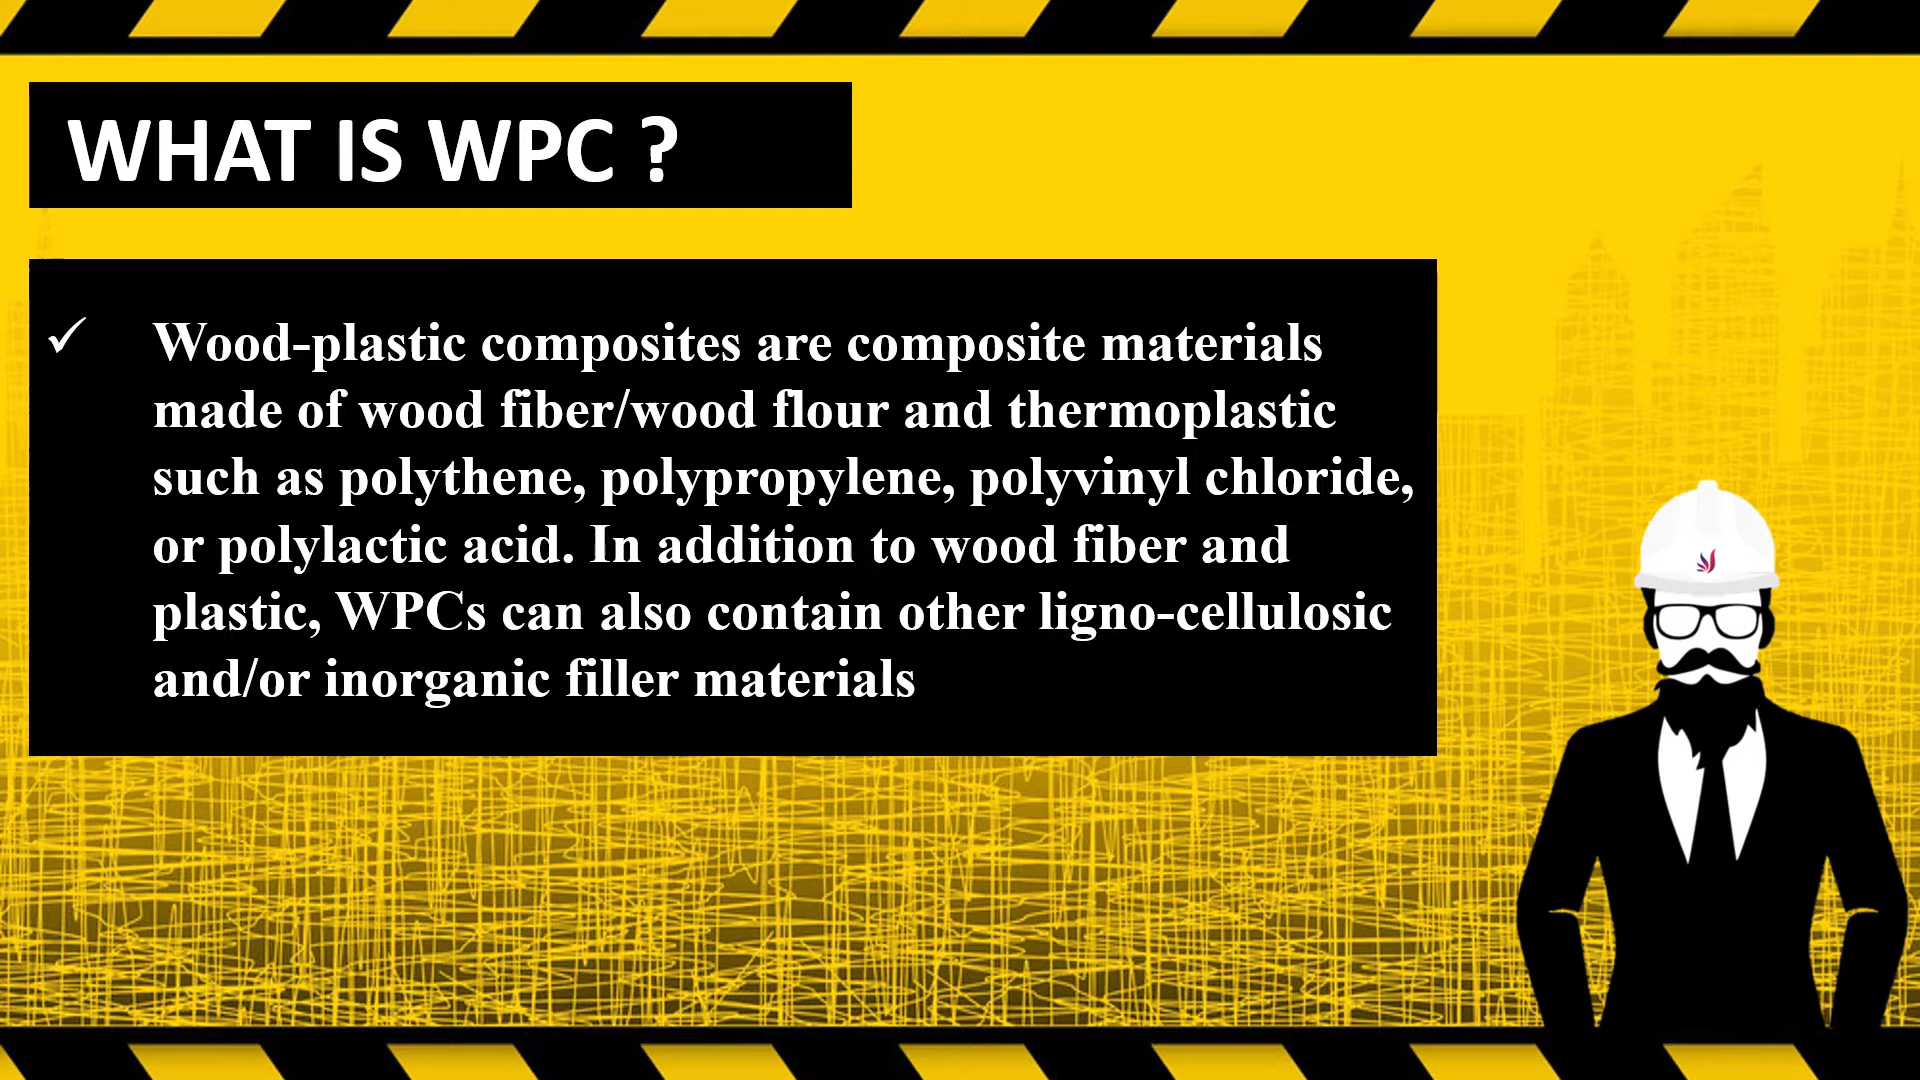 WHAT IS WPC ?
✓ Wood-plastic composites are composite materials
made of wood fiber/wood flour and thermoplastic
such as polythene, polypropylene, polyvinyl chloride,
or polylactic acid. In addition to wood fiber and
plastic, WPCs can also contain other ligno-cellulosic
and/or inorganic filler materials